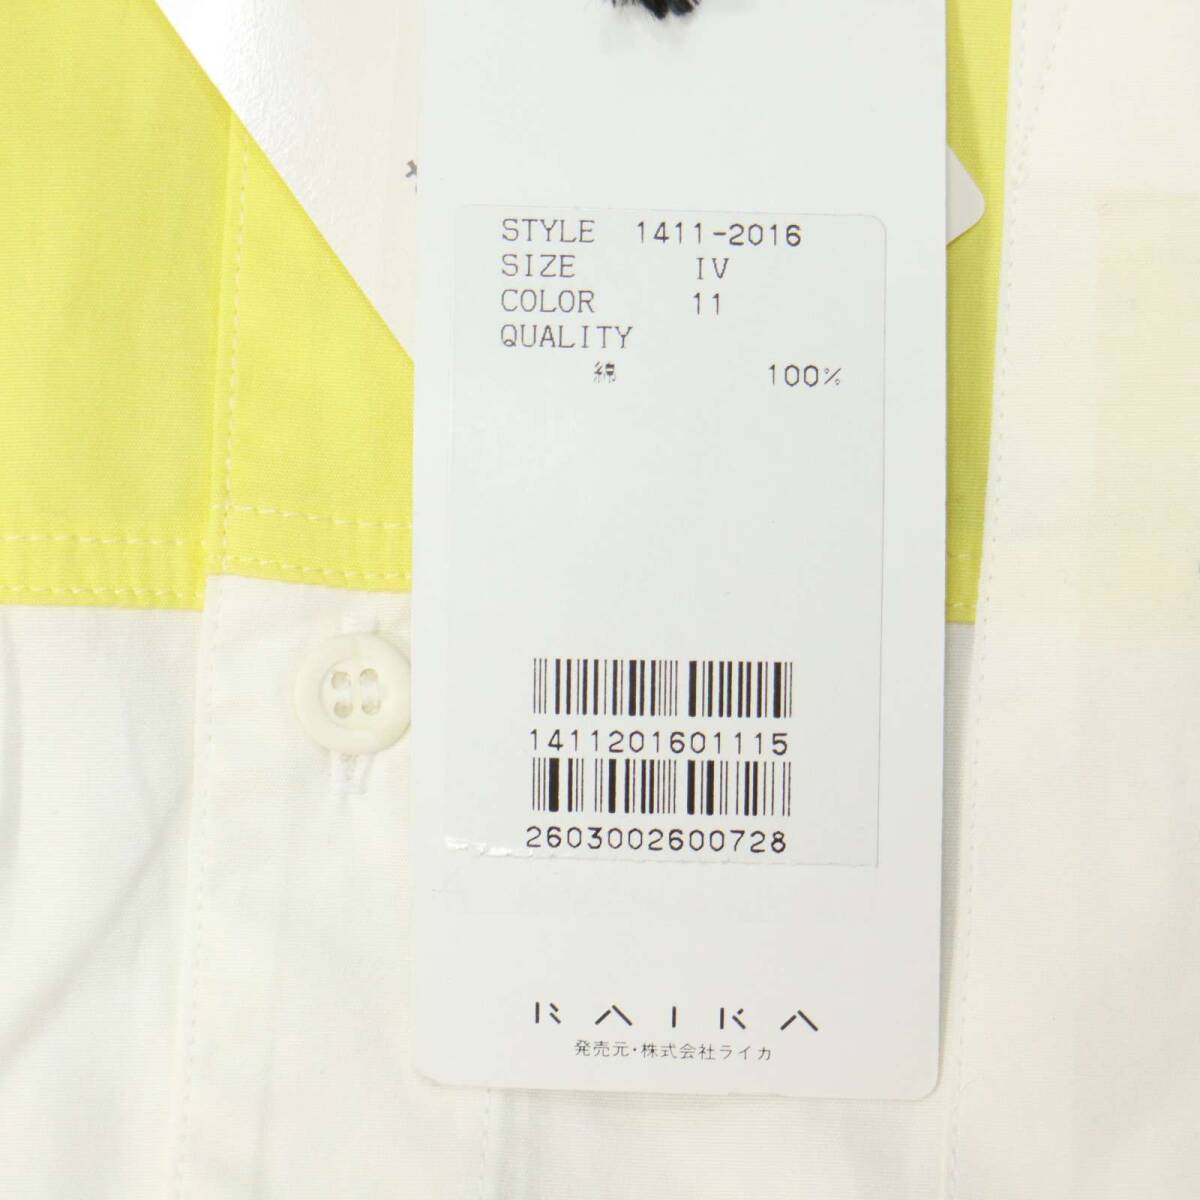 STYLE 1411-2016
SIZE IV
COLOR 11
QUALITY
綿 100%
1411201601115
2603002600728
RAIKA
発売元・株式会社ライカ